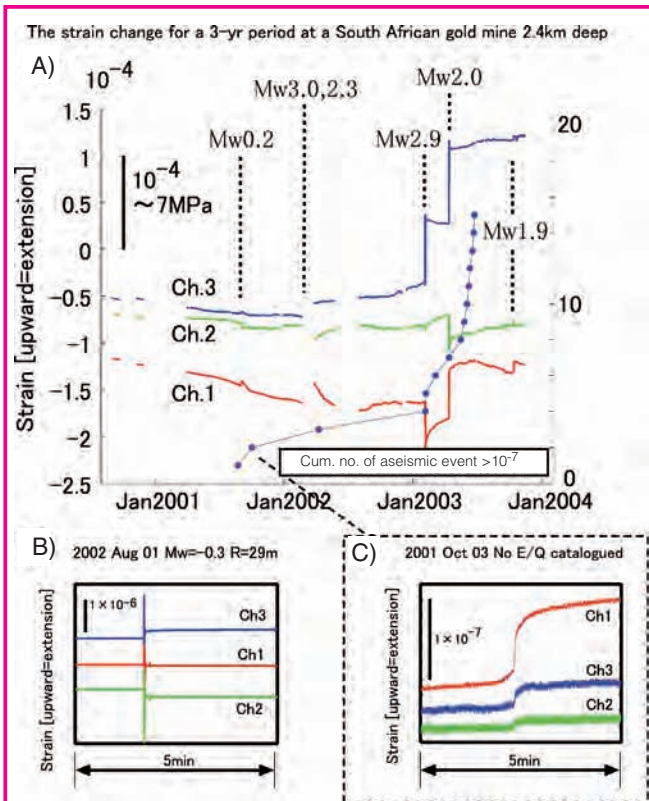 The strain change for a 3-yr period at a South African gold mine 2.4km deep
A)
10⁻⁴
Mw3.0,2.3
Mw2.0
Mw0.2
Mw2.9
Mw1.9
1.5
1
0.5
0
−0.5
−1
−1.5
−2
−2.5
20
10
0
10⁻⁴
~7MPa
Strain [upward=extension]
Ch.3
Ch.2
Ch.1
Cum. no. of aseismic event >10⁻⁷
Jan2001 Jan2002 Jan2003 Jan2004
B) 2002 Aug 01 Mw=-0.3 R=29m
1×10⁻⁶
Strain [upward=extension]
Ch3
Ch1
Ch2
5min
C) 2001 Oct 03 No E/Q catalogued
1×10⁻⁷
Strain [upward=extension]
Ch1
Ch3
Ch2
5min